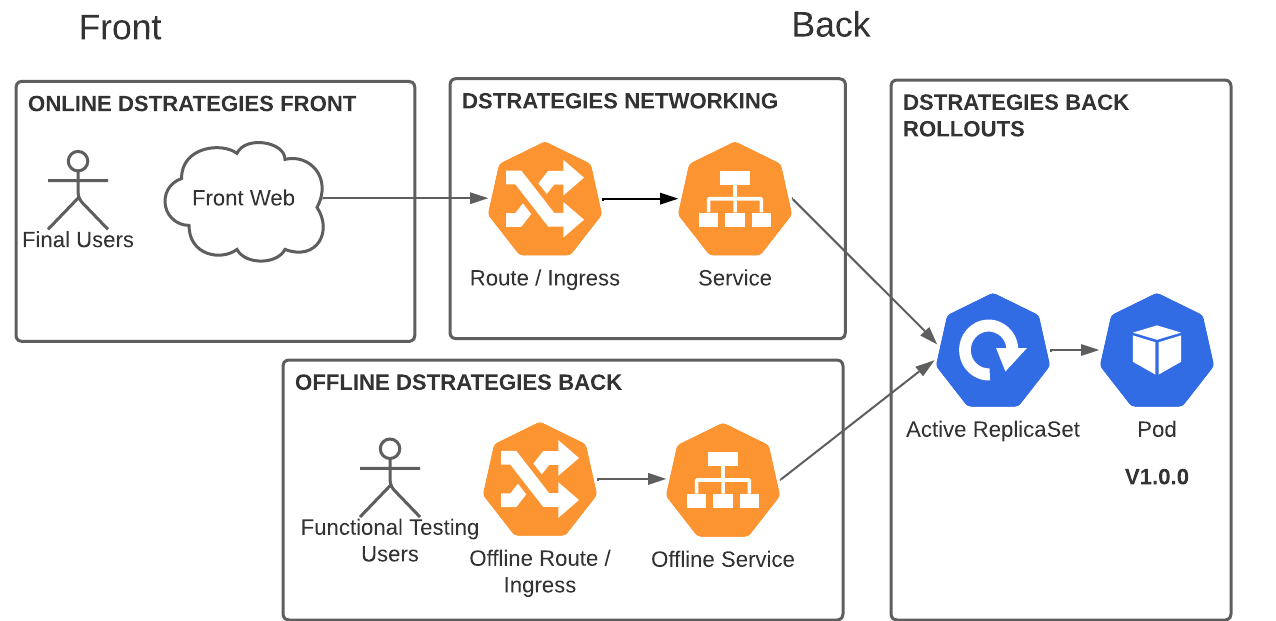 Front
Back
ONLINE DSTRATEGIES FRONT
Final Users
Front Web
DSTRATEGIES NETWORKING
Route / Ingress
Service
DSTRATEGIES BACK
ROLLOUTS
Active ReplicaSet
Pod
V1.0.0
OFFLINE DSTRATEGIES BACK
Functional Testing
Users
Offline Route /
Ingress
Offline Service